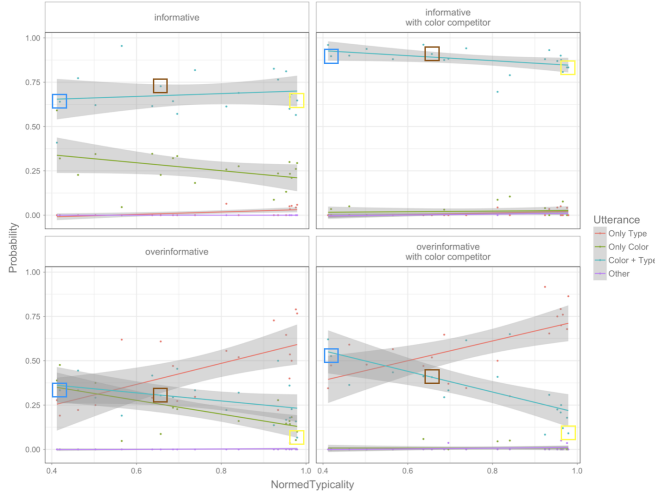 informative
informative
with color competitor
1.00
0.75
0.50
0.25
0.00
overinformative
overinformative
with color competitor
1.00
0.75
0.50
0.25
0.00
0.4
0.6
0.8
1.0
0.4
0.6
0.8
1.0
Probability
NormedTypicality
Utterance
Only Type
Only Color
Color + Type
Other